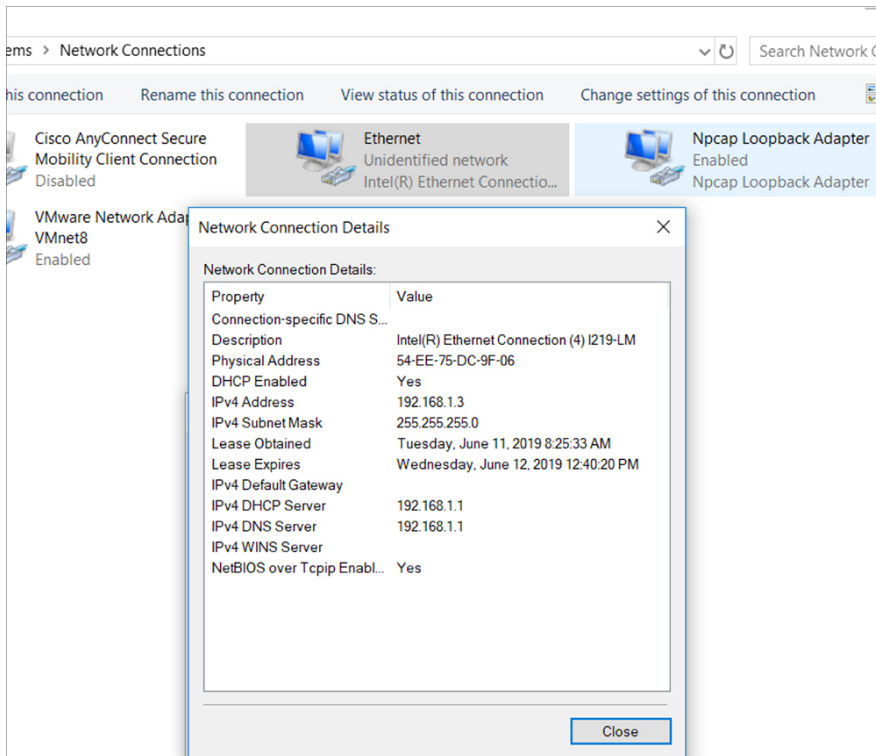 ems > Network Connections
Search Network C
his connection Rename this connection View status of this connection Change settings of this connection
Cisco AnyConnect Secure
Mobility Client Connection
Disabled
Ethernet
Unidentified network
Intel(R) Ethernet Connectio...
Npcap Loopback Adapter
Enabled
Npcap Loopback Adapter
VMware Network Adap
VMnet8
Enabled
Network Connection Details
Network Connection Details:
Property Value
Connection-specific DNS S...
Description Intel(R) Ethernet Connection (4) I219-LM
Physical Address 54-EE-75-DC-9F-06
DHCP Enabled Yes
IPv4 Address 192.168.1.3
IPv4 Subnet Mask 255.255.255.0
Lease Obtained Tuesday, June 11, 2019 8:25:33 AM
Lease Expires Wednesday, June 12, 2019 12:40:20 PM
IPv4 Default Gateway
IPv4 DHCP Server 192.168.1.1
IPv4 DNS Server 192.168.1.1
IPv4 WINS Server
NetBIOS over Tcpip Enabl... Yes
Close